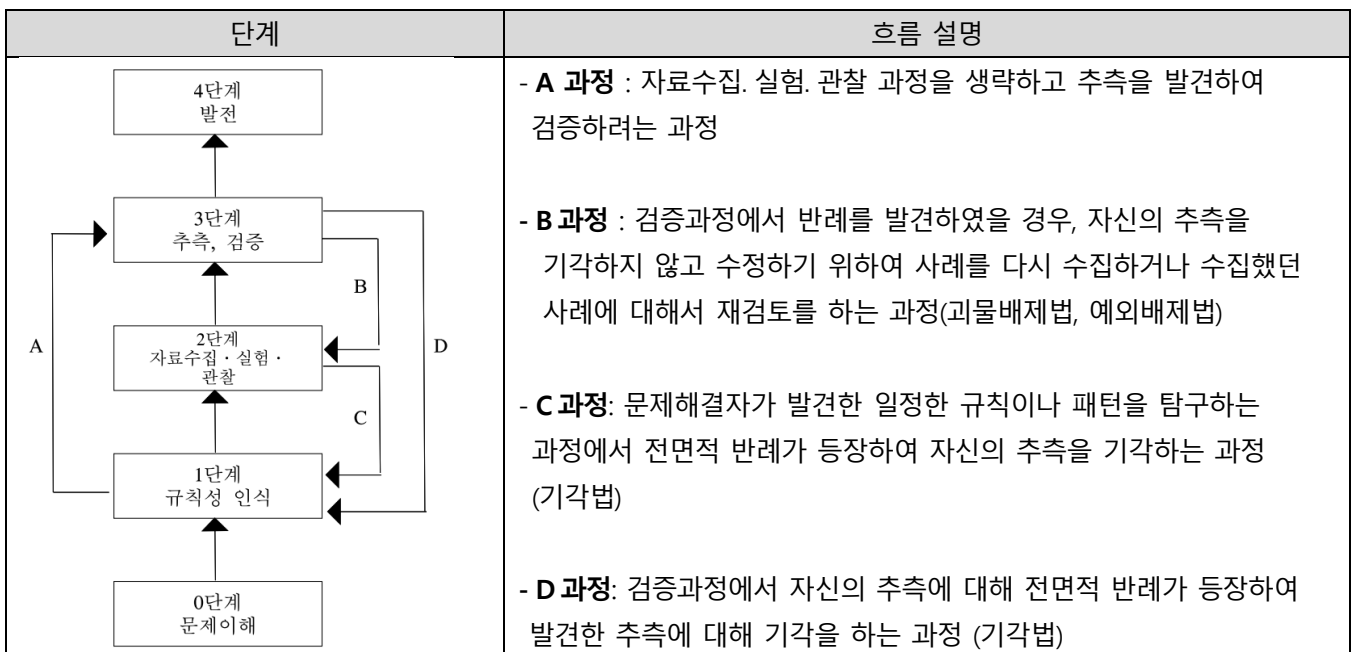 단계
흐름 설명
4단계
발전
3단계
추측, 검증
B
A
2단계
자료수집·실험·
관찰
D
C
1단계
규칙성 인식
0단계
문제이해
- A 과정 : 자료수집. 실험. 관찰 과정을 생략하고 추측을 발견하여
검증하려는 과정
- B 과정 : 검증과정에서 반례를 발견하였을 경우, 자신의 추측을
기각하지 않고 수정하기 위하여 사례를 다시 수집하거나 수집했던
사례에 대해서 재검토를 하는 과정(괴물배제법, 예외배제법)
- C 과정: 문제해결자가 발견한 일정한 규칙이나 패턴을 탐구하는
과정에서 전면적 반례가 등장하여 자신의 추측을 기각하는 과정
(기각법)
- D 과정: 검증과정에서 자신의 추측에 대해 전면적 반례가 등장하여
발견한 추측에 대해 기각을 하는 과정 (기각법)